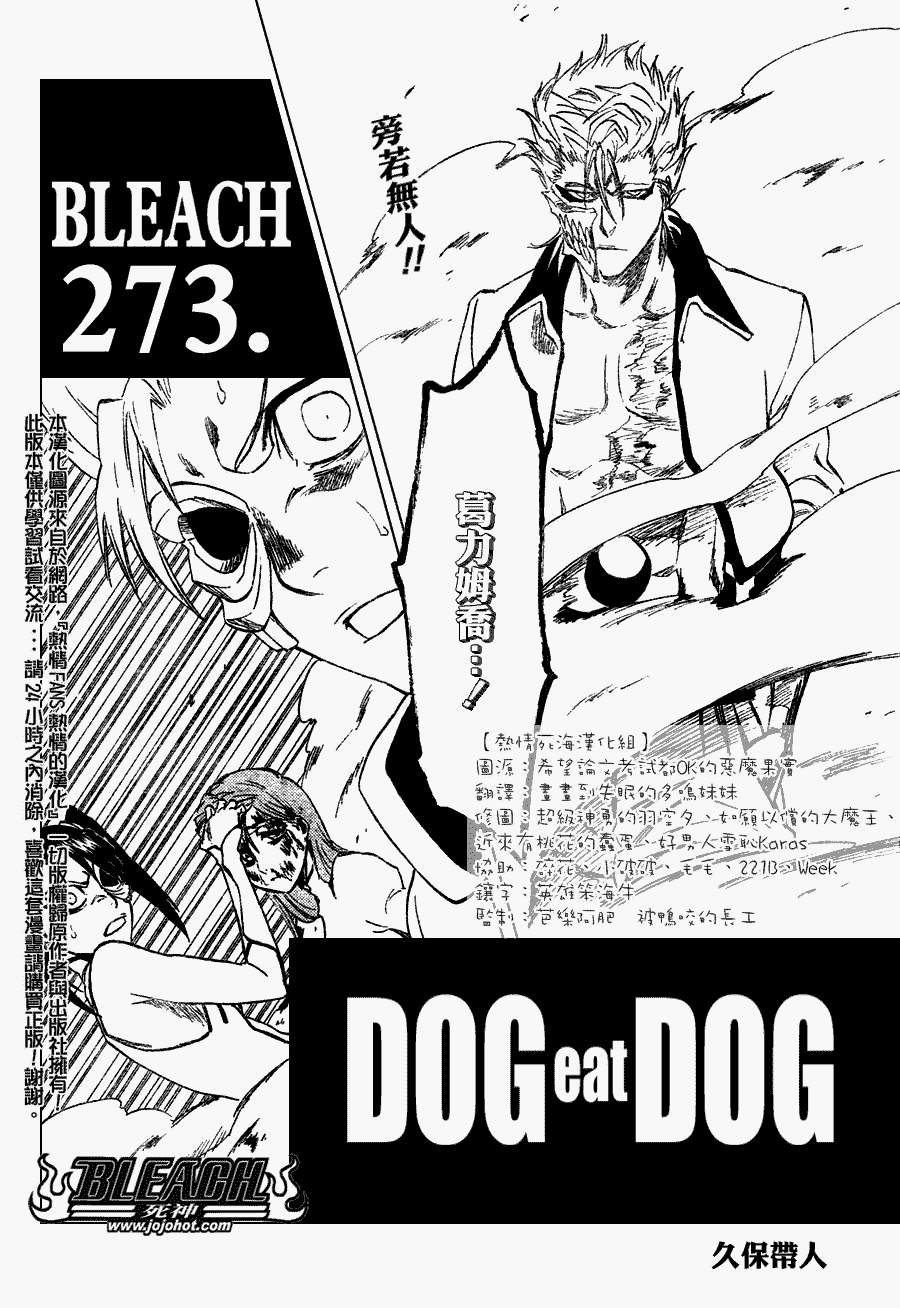 旁若無人!!
BLEACH
273.
葛力姆喬…!
本漢化圖源來自於網路，『熱情FANS熱情的漢化』一切版權歸原作者與出版社擁有！
此版本僅供學習試看交流… 請24小時之內消除，喜歡這套漫畫請購買正版！謝謝。
【熱情死海漢化組】
圖源：希望論文考試都OK的惡魔果實
翻譯：畫畫到失眠的多鳴妹妹
修圖：超級神勇的羽空夕、如願以償的大魔王、
近來有桃花的蠢蛋、好男人雪恥Karas
協助：碎花、小破破、毛毛、221B、Week
鑲字：英雄笨海牛
監制：芭樂阿肥 被鴨咬的長工
DOG eat DOG
BLEACH
死神
www.jojohot.com
久保帶人